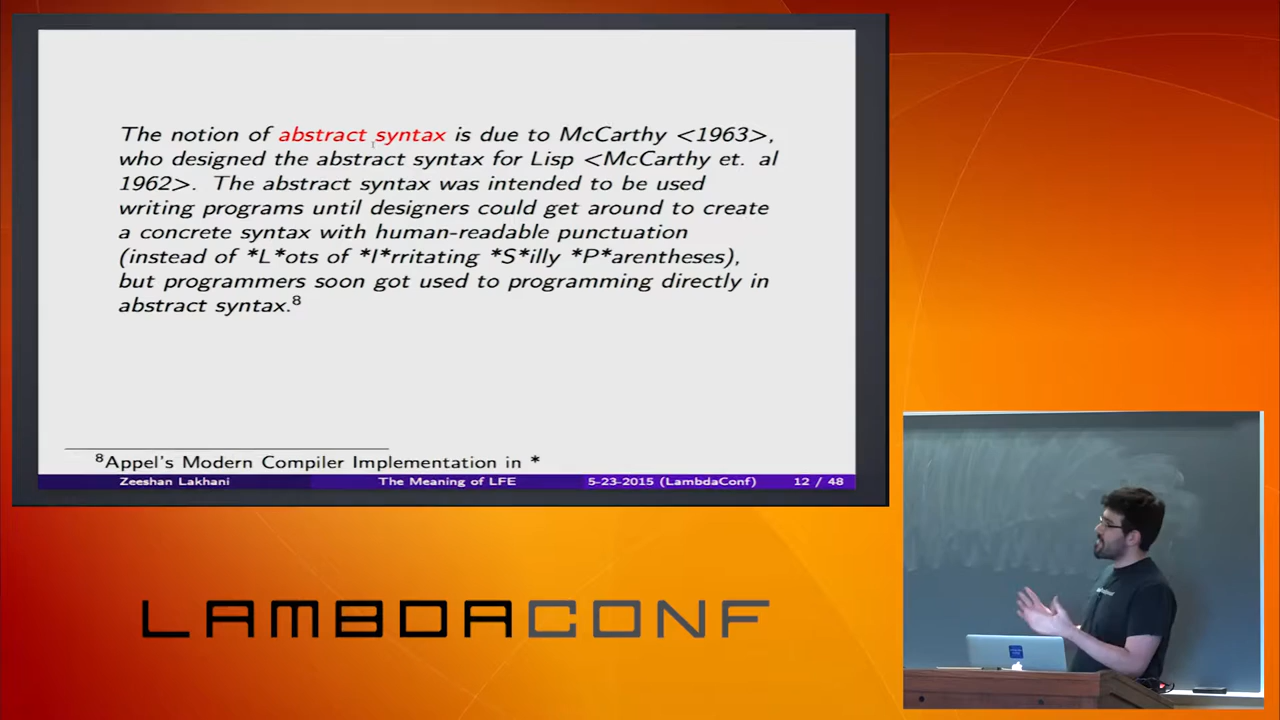 The notion of abstract syntax is due to McCarthy <1963>,
who designed the abstract syntax for Lisp <McCarthy et. al
1962>. The abstract syntax was intended to be used
writing programs until designers could get around to create
a concrete syntax with human-readable punctuation
(instead of *L*ots of *I*rritating *S*illy *P*arentheses),
but programmers soon got used to programming directly in
abstract syntax.8
8Appel's Modern Compiler Implementation in *
Zeeshan Lakhani The Meaning of LFE 5-23-2015 (LambdaConf) 12 / 48
LAMBDACONF